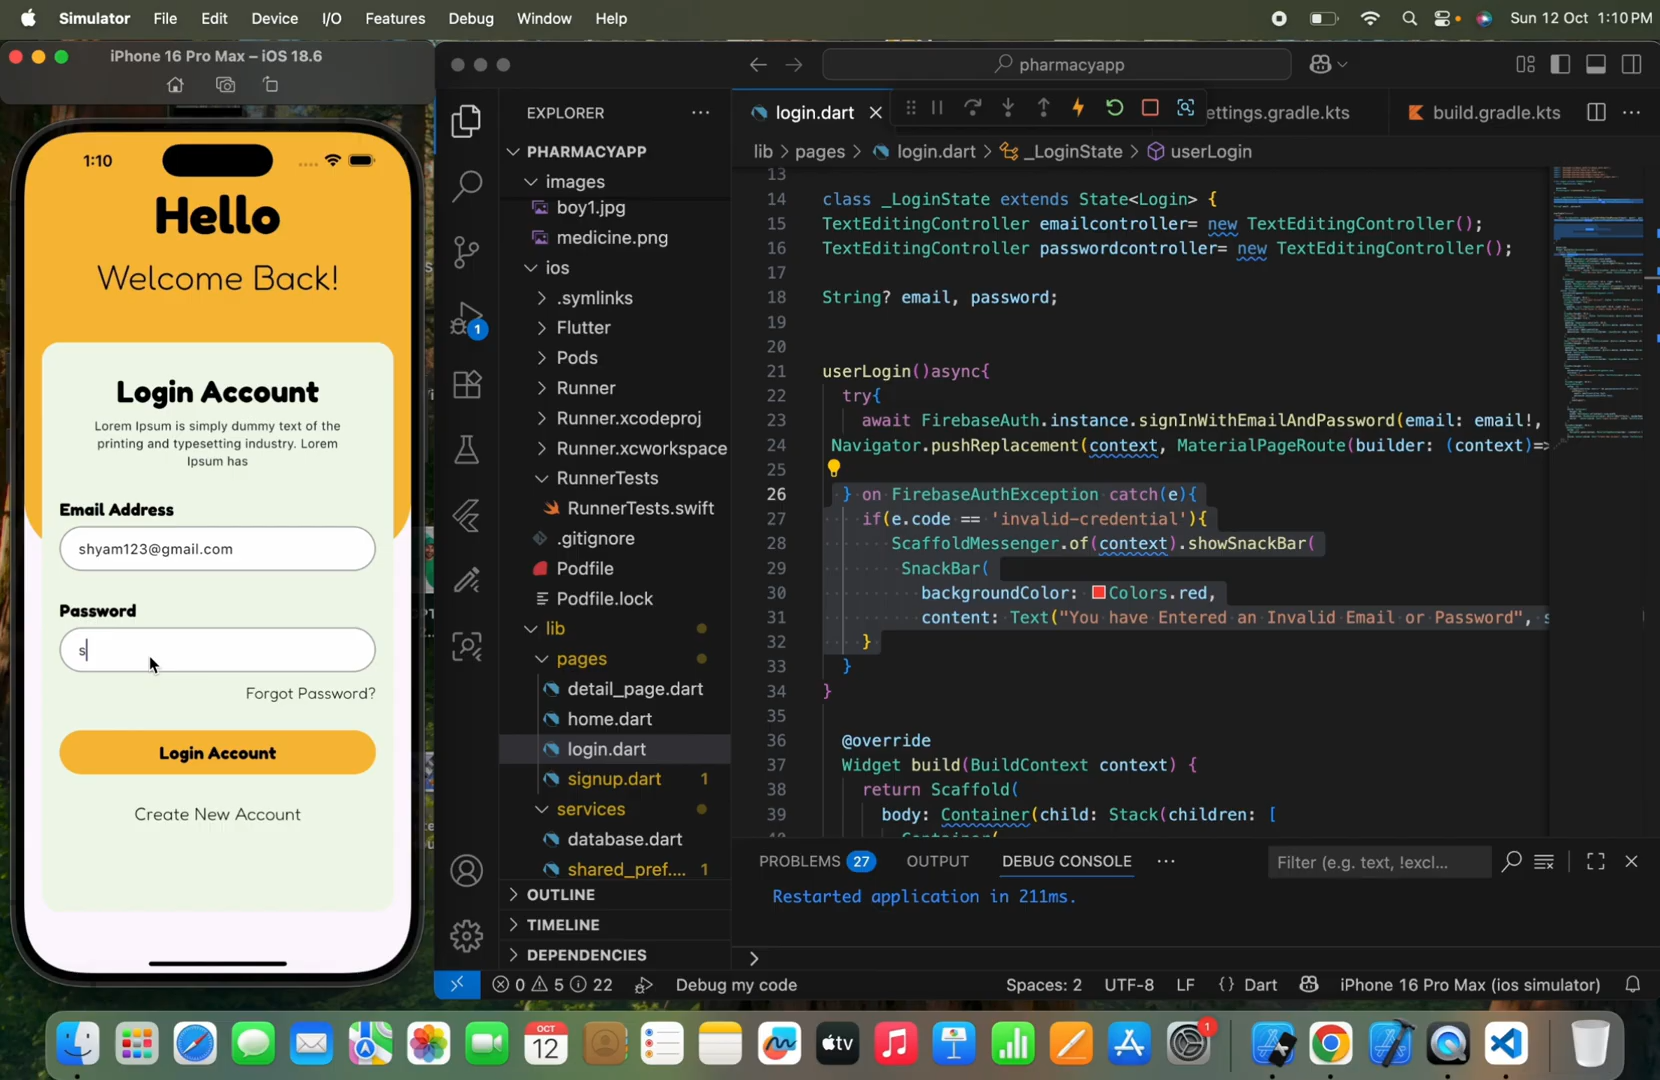 Simulator File Edit Device I/O Features Debug Window Help
Sun 12 Oct 1:10 PM
iPhone 16 Pro Max – iOS 18.6
1:10
Hello
Welcome Back!
Login Account
Lorem Ipsum is simply dummy text of the
printing and typesetting industry. Lorem
Ipsum has
Email Address
shyam123@gmail.com
Password
s
Forgot Password?
Login Account
Create New Account
pharmacyapp
EXPLORER
PHARMACYAPP
images
boy1.jpg
medicine.png
ios
.symlinks
Flutter
Pods
Runner
Runner.xcodeproj
Runner.xcworkspace
RunnerTests
RunnerTests.swift
.gitignore
Podfile
Podfile.lock
lib
pages
detail_page.dart
home.dart
login.dart
signup.dart 1
services
database.dart
shared_pref.... 1
OUTLINE
TIMELINE
DEPENDENCIES
1
login.dart
ettings.gradle.kts
build.gradle.kts
lib > pages > login.dart > _LoginState > userLogin
13
14 class _LoginState extends State<Login> {
15 TextEditingController emailcontroller= new TextEditingController();
16 TextEditingController passwordcontroller= new TextEditingController();
17
18 String? email, password;
19
20
21 userLogin()async{
22 try{
23 await FirebaseAuth.instance.signInWithEmailAndPassword(email: email!,
24 Navigator.pushReplacement(context, MaterialPageRoute(builder: (context)=>
25
26 } on FirebaseAuthException catch(e){
27 if(e.code == 'invalid-credential'){
28 ScaffoldMessenger.of(context).showSnackBar(
29 SnackBar(
30 backgroundColor: Colors.red,
31 content: Text("You have Entered an Invalid Email or Password", s
32 }
33 }
34 }
35
36 @override
37 Widget build(BuildContext context) {
38 return Scaffold(
39 body: Container(child: Stack(children: [
PROBLEMS 27 OUTPUT DEBUG CONSOLE
Filter (e.g. text, !excl...
Restarted application in 211ms.
0 5 22 Debug my code
Spaces: 2 UTF-8 LF {} Dart iPhone 16 Pro Max (ios simulator)
OCT
12
tv
1